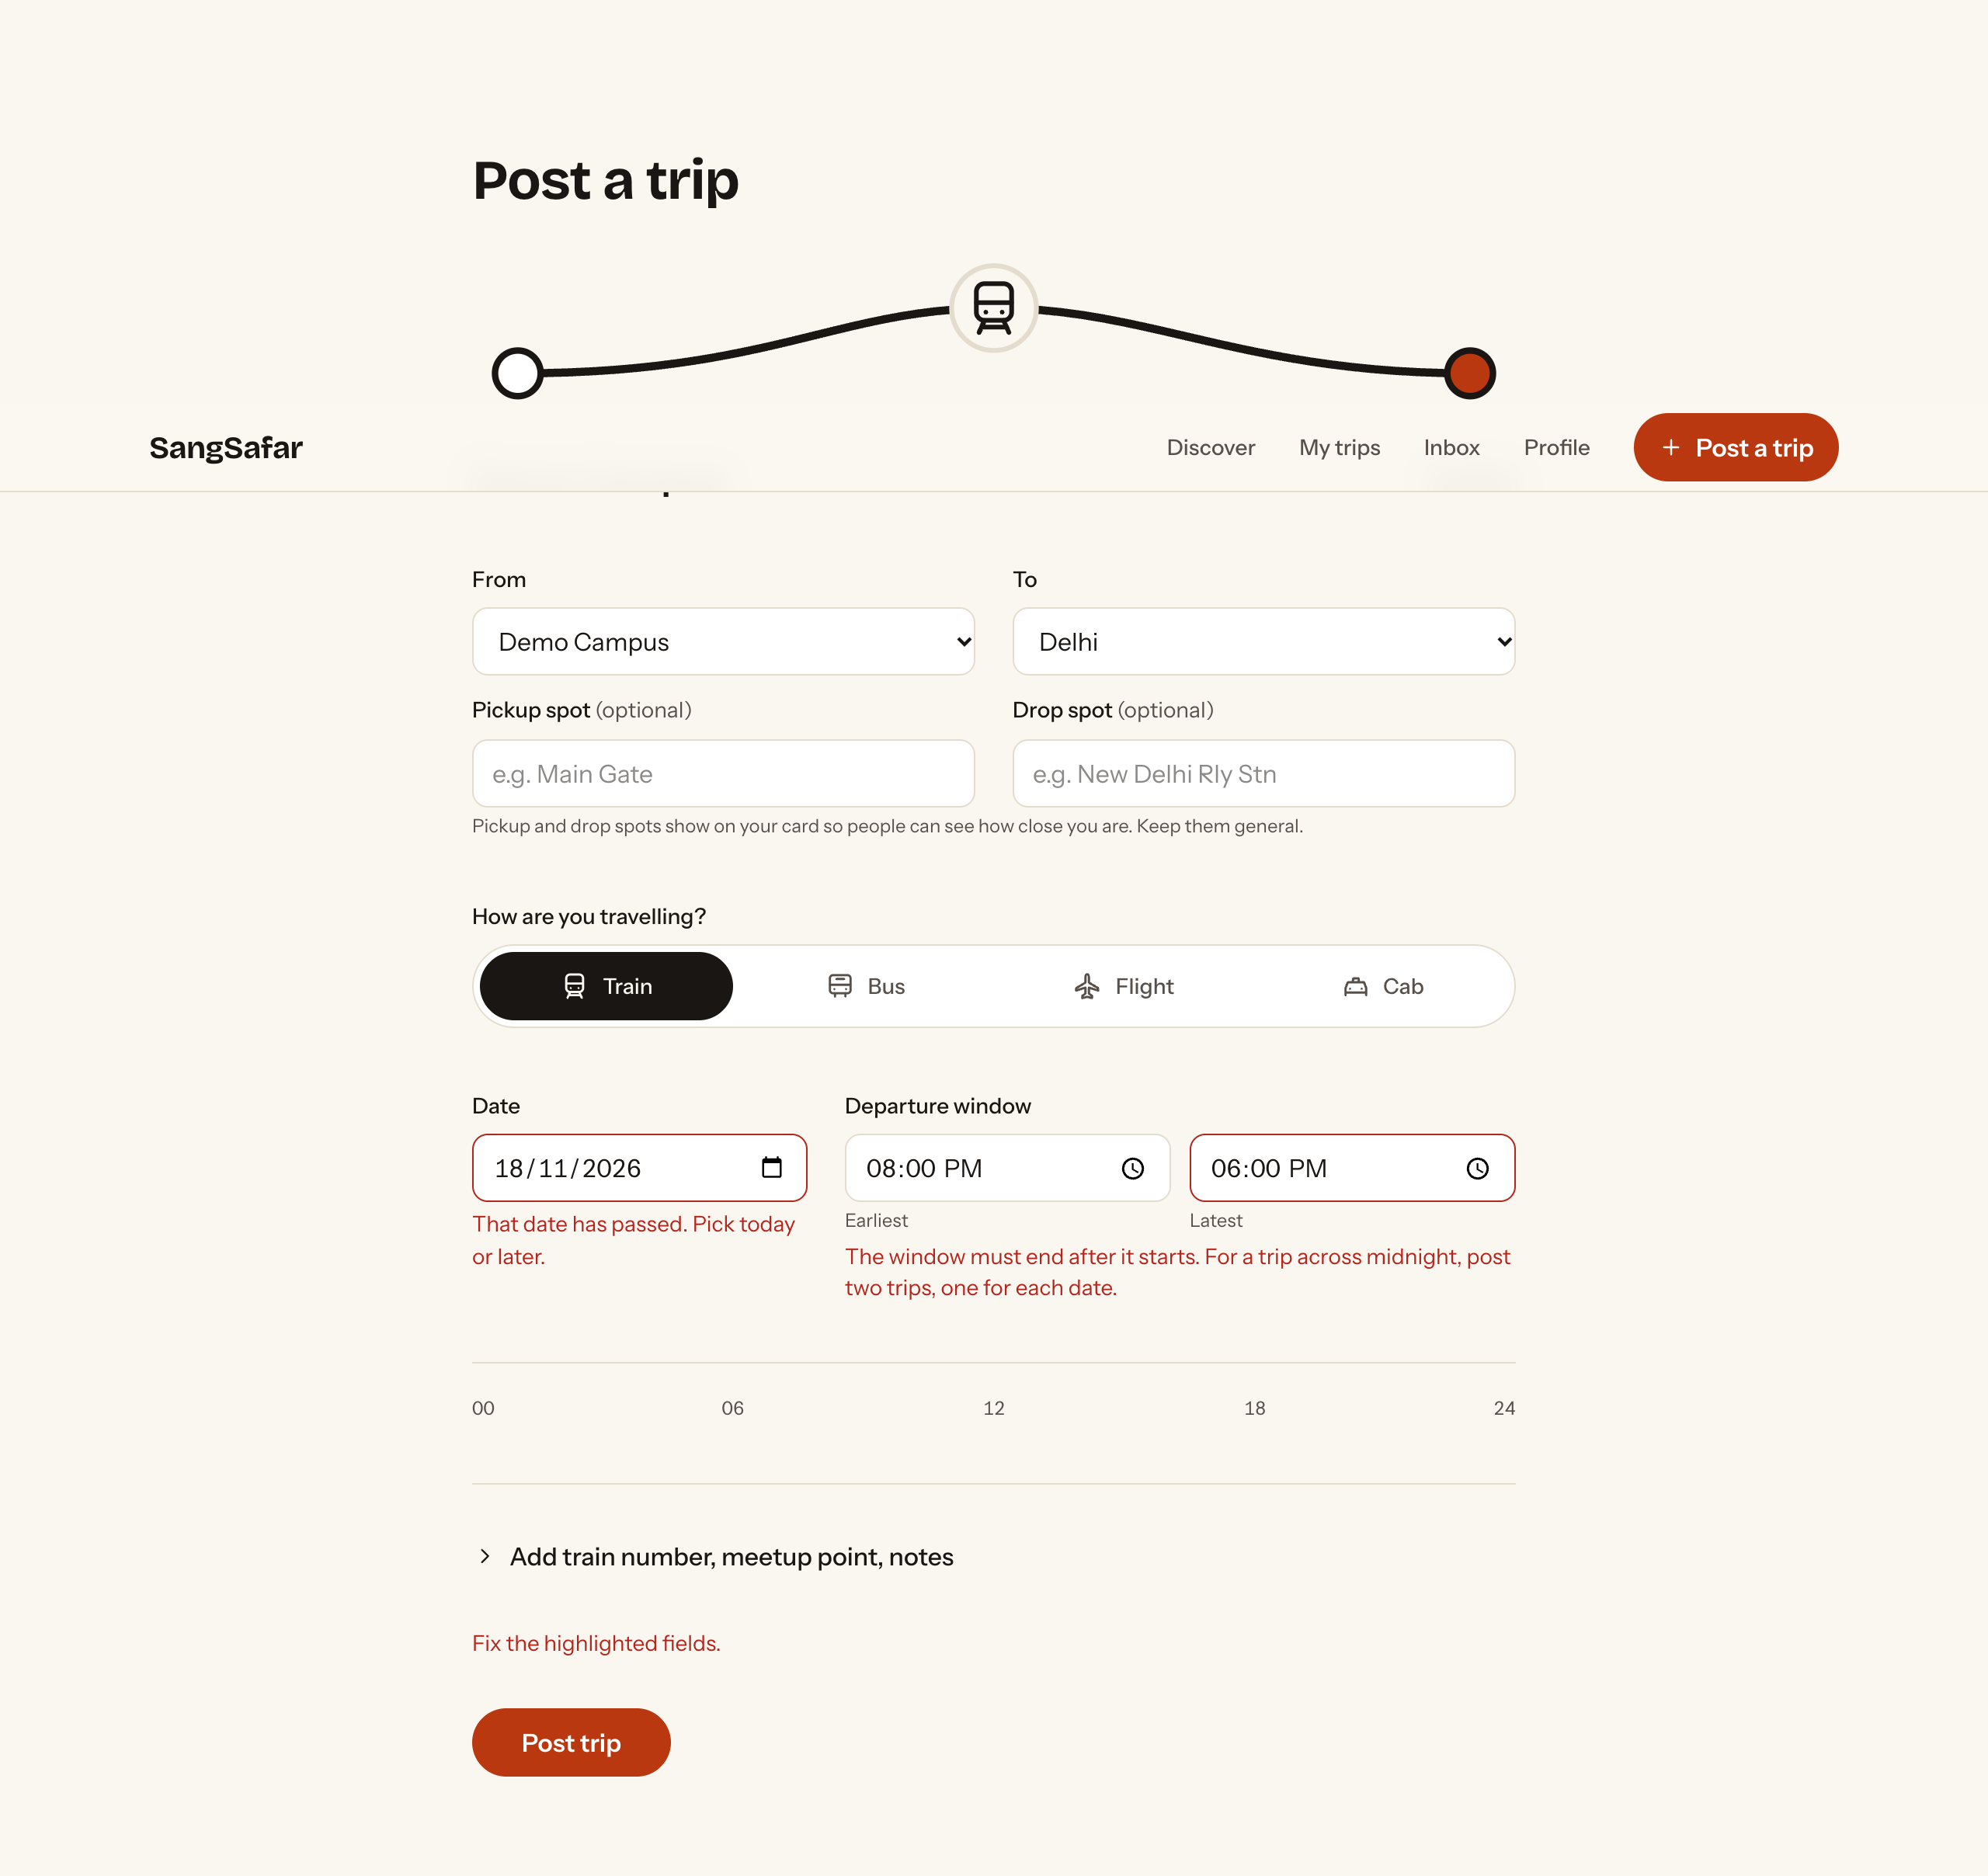 Post a trip
SangSafar
Discover
My trips
Inbox
Profile
Post a trip
From
To
Demo Campus
Delhi
Pickup spot (optional)
Drop spot (optional)
e.g. Main Gate
e.g. New Delhi Rly Stn
Pickup and drop spots show on your card so people can see how close you are. Keep them general.
How are you travelling?
Train
Bus
Flight
Cab
Date
Departure window
18/11/2026
08:00 PM
06:00 PM
Earliest
Latest
That date has passed. Pick today
or later.
The window must end after it starts. For a trip across midnight, post
two trips, one for each date.
00
06
12
18
24
Add train number, meetup point, notes
Fix the highlighted fields.
Post trip